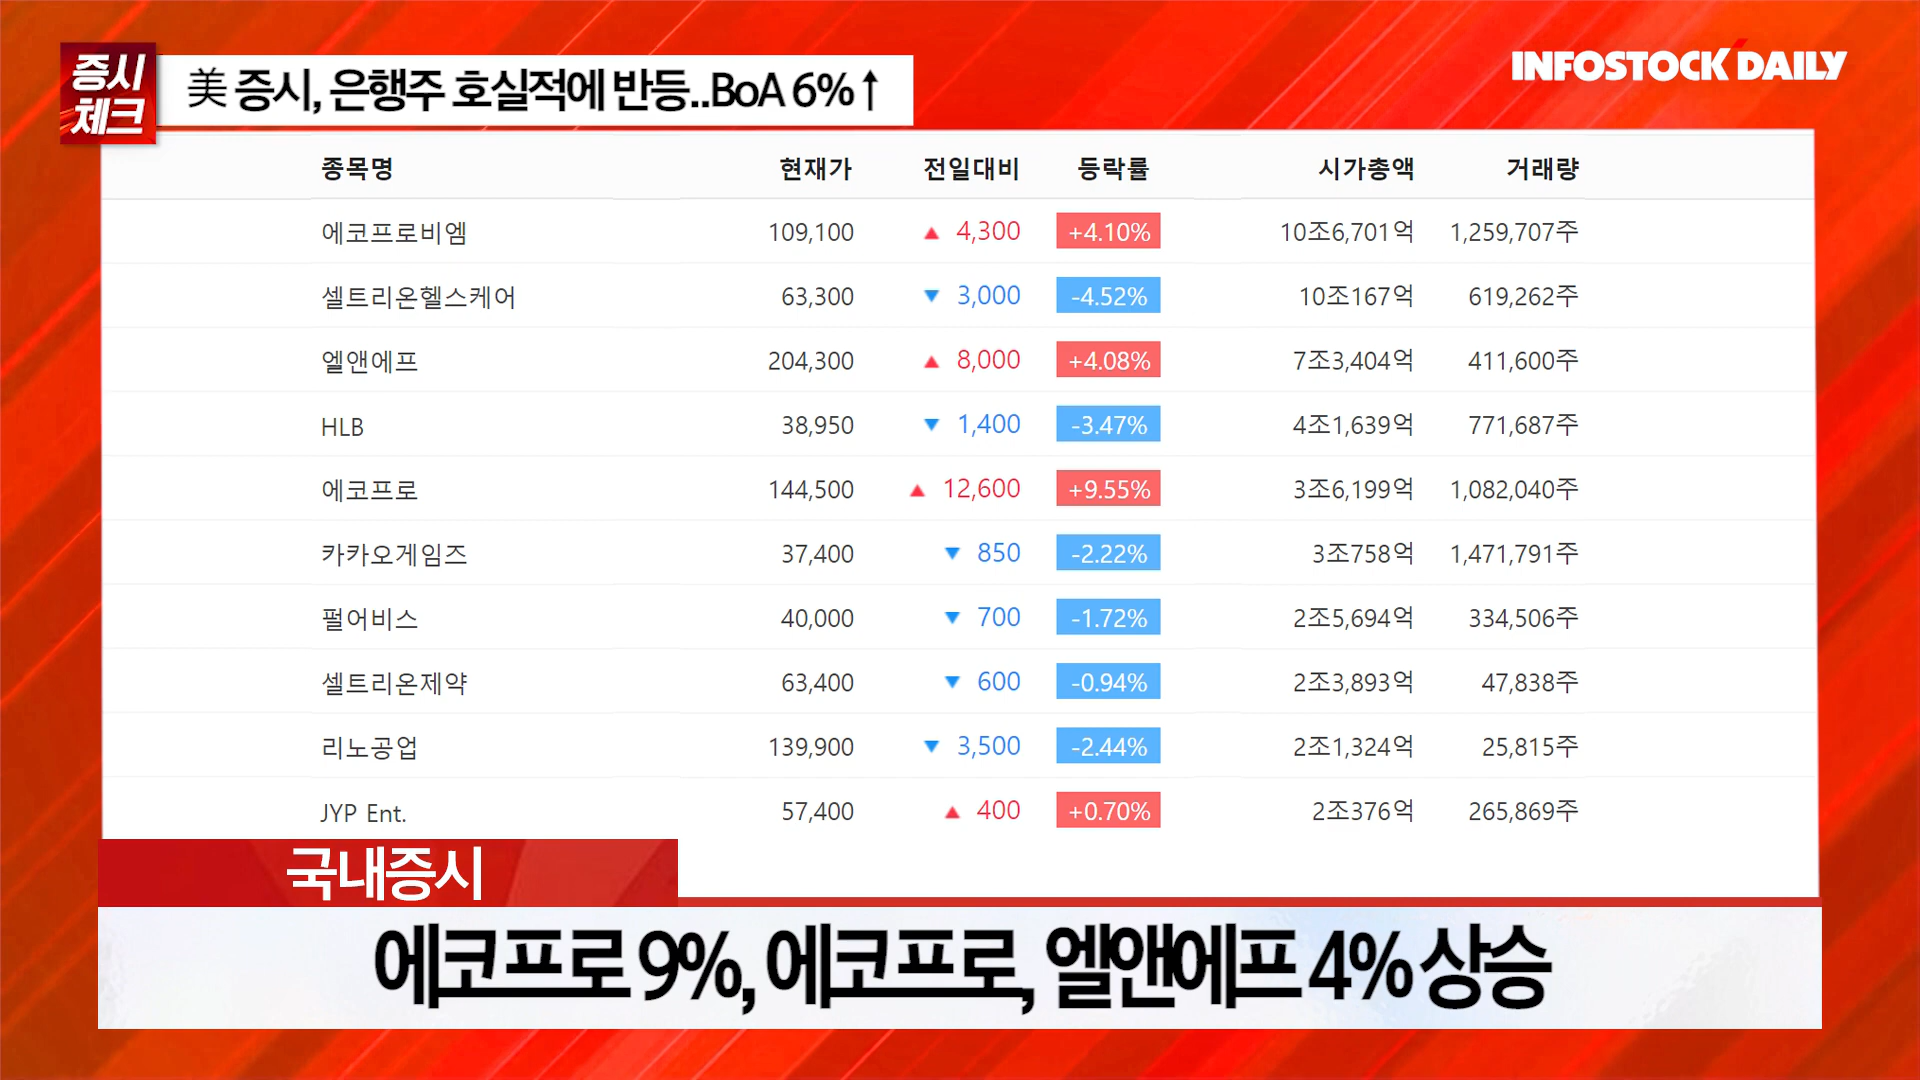 증시
체크
美 증시, 은행주 호실적에 반등..BoA 6%↑
INFOSTOCK DAILY
종목명 현재가 전일대비 등락률 시가총액 거래량
에코프로비엠 109,100 ▲ 4,300 +4.10% 10조6,701억 1,259,707주
셀트리온헬스케어 63,300 ▼ 3,000 -4.52% 10조167억 619,262주
엘앤에프 204,300 ▲ 8,000 +4.08% 7조3,404억 411,600주
HLB 38,950 ▼ 1,400 -3.47% 4조1,639억 771,687주
에코프로 144,500 ▲ 12,600 +9.55% 3조6,199억 1,082,040주
카카오게임즈 37,400 ▼ 850 -2.22% 3조758억 1,471,791주
펄어비스 40,000 ▼ 700 -1.72% 2조5,694억 334,506주
셀트리온제약 63,400 ▼ 600 -0.94% 2조3,893억 47,838주
리노공업 139,900 ▼ 3,500 -2.44% 2조1,324억 25,815주
JYP Ent. 57,400 ▲ 400 +0.70% 2조376억 265,869주
국내증시
에코프로 9%, 에코프로, 엘앤에프 4% 상승